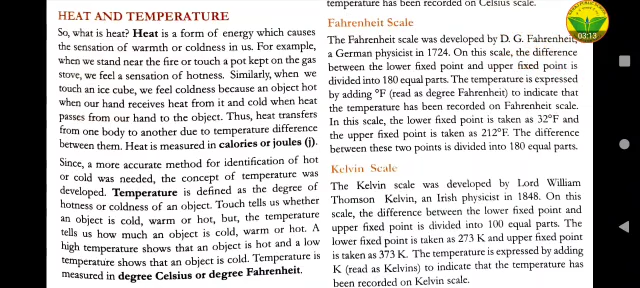 HEAT AND TEMPERATURE
So, what is heat? Heat is a form of energy which causes
the sensation of warmth or coldness in us. For example,
when we stand near the fire or touch a pot kept on the gas
stove, we feel a sensation of hotness. Similarly, when we
touch an ice cube, we feel coldness because an object hot
when our hand receives heat from it and cold when heat
passes from our hand to the object. Thus, heat transfers
from one body to another due to temperature difference
between them. Heat is measured in calories or joules (j).
Since, a more accurate method for identification of hot
or cold was needed, the concept of temperature was
developed. Temperature is defined as the degree of
hotness or coldness of an object. Touch tells us whether
an object is cold, warm or hot, but, the temperature
tells us how much an object is cold, warm or hot. A
high temperature shows that an object is hot and a low
temperature shows that an object is cold. Temperature is
measured in degree Celsius or degree Fahrenheit.
temperature has been recorded on Celsius scale.
Fahrenheit Scale
The Fahrenheit scale was developed by D. G. Fahrenheit,
a German physicist in 1724. On this scale, the difference
between the lower fixed point and upper fixed point is
divided into 180 equal parts. The temperature is expressed
by adding °F (read as degree Fahrenheit) to indicate that
the temperature has been recorded on Fahrenheit scale.
In this scale, the lower fixed point is taken as 32°F and
the upper fixed point is taken as 212°F. The difference
between these two points is divided into 180 equal parts.
Kelvin Scale
The Kelvin scale was developed by Lord William
Thomson Kelvin, an Irish physicist in 1848. On this
scale, the difference between the lower fixed point and
upper fixed point is divided into 100 equal parts. The
lower fixed point is taken as 273 K and upper fixed point
is taken as 373 K. The temperature is expressed by adding
K (read as Kelvins) to indicate that the temperature has
been recorded on Kelvin scale.
03:13